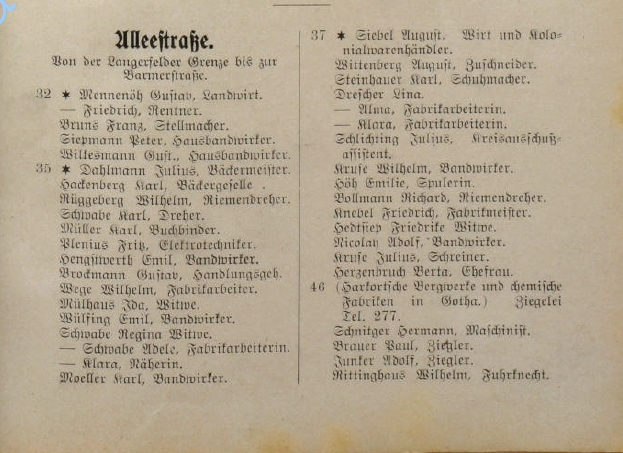 Alleestraße.
Von der Langerfelder Grenze bis zur
Barmerstraße.
32 ✶ Mennenöh Gustav, Landwirt.
— Friedrich, Rentner.
Bruns Franz, Stellmacher.
Siepmann Peter, Hausbandwirker.
Wiltesmann Gust., Hausbandwirker.
35 ✶ Dahlmann Julius, Bäckermeister.
Hackenberg Karl, Bäckergeselle.
Rüggeberg Wilhelm, Riemendreher.
Schwabe Karl, Dreher.
Müller Karl, Buchbinder.
Plenius Fritz, Elektrotechniker.
Hengstwerth Emil, Bandwirker.
Brockmann Gustav, Handlungsgeh.
Wege Wilhelm, Fabrikarbeiter.
Mülhaus Ida, Witwe.
Wülfing Emil, Bandwirker.
Schwabe Regina Witwe.
— Schwabe Adele, Fabrikarbeiterin.
— Klara, Näherin.
Moeller Karl, Bandwirker.
37 ✶ Siebel August. Wirt und Kolo-
nialwarenhändler.
Wittenberg August, Zuschneider.
Steinhauer Karl, Schuhmacher.
Drescher Lina.
— Alma, Fabrikarbeiterin.
— Klara, Fabrikarbeiterin.
Schlichting Julius, Kreisausschuß-
assistent.
Kruse Wilhelm, Bandwirker.
Höh Emilie, Spulerin.
Vollmann Richard, Riemendreher.
Knebel Friedrich, Fabrikmeister.
Hedtsiep Friedrike Witwe.
Nicolay Adolf, Bandwirker.
Kruse Julius, Schreiner.
Herzenbruch Berta, Ehefrau.
46 (Harkortsche Bergwerke und chemische
Fabriken in Gotha.) Ziegelei
Tel. 277.
Schnitger Hermann, Maschinist.
Brauer Paul, Ziegler.
Junker Adolf, Ziegler.
Rittinghaus Wilhelm, Fuhrknecht.